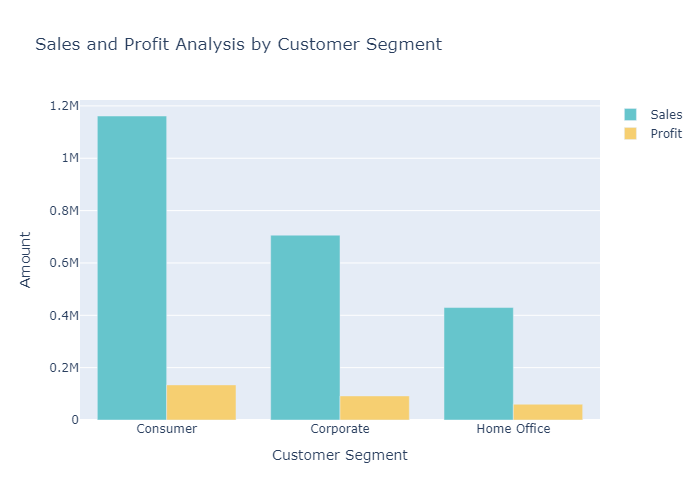 Sales and Profit Analysis by Customer Segment
Sales
Profit
1.2M
1M
0.8M
0.6M
0.4M
0.2M
0
Amount
Consumer
Corporate
Home Office
Customer Segment